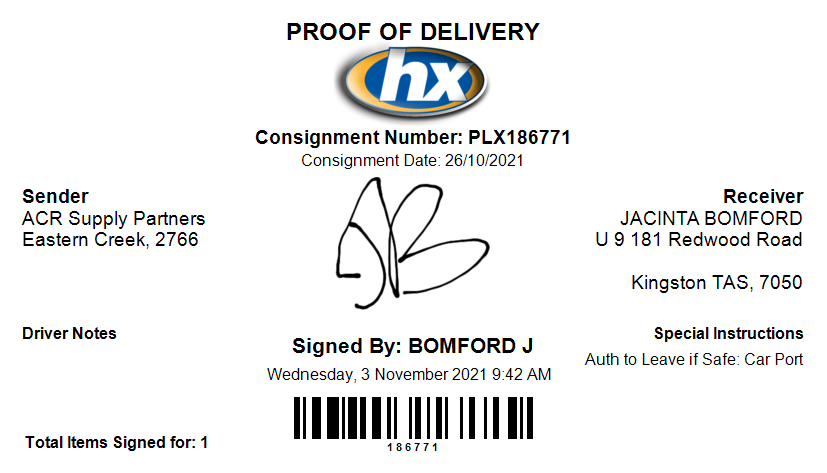 PROOF OF DELIVERY
hx
Consignment Number: PLX186771
Consignment Date: 26/10/2021
Sender
ACR Supply Partners
Eastern Creek, 2766
Receiver
JACINTA BOMFORD
U 9 181 Redwood Road
Kingston TAS, 7050
Driver Notes
Special Instructions
Auth to Leave if Safe: Car Port
Signed By: BOMFORD J
Wednesday, 3 November 2021 9:42 AM
186771
Total Items Signed for: 1